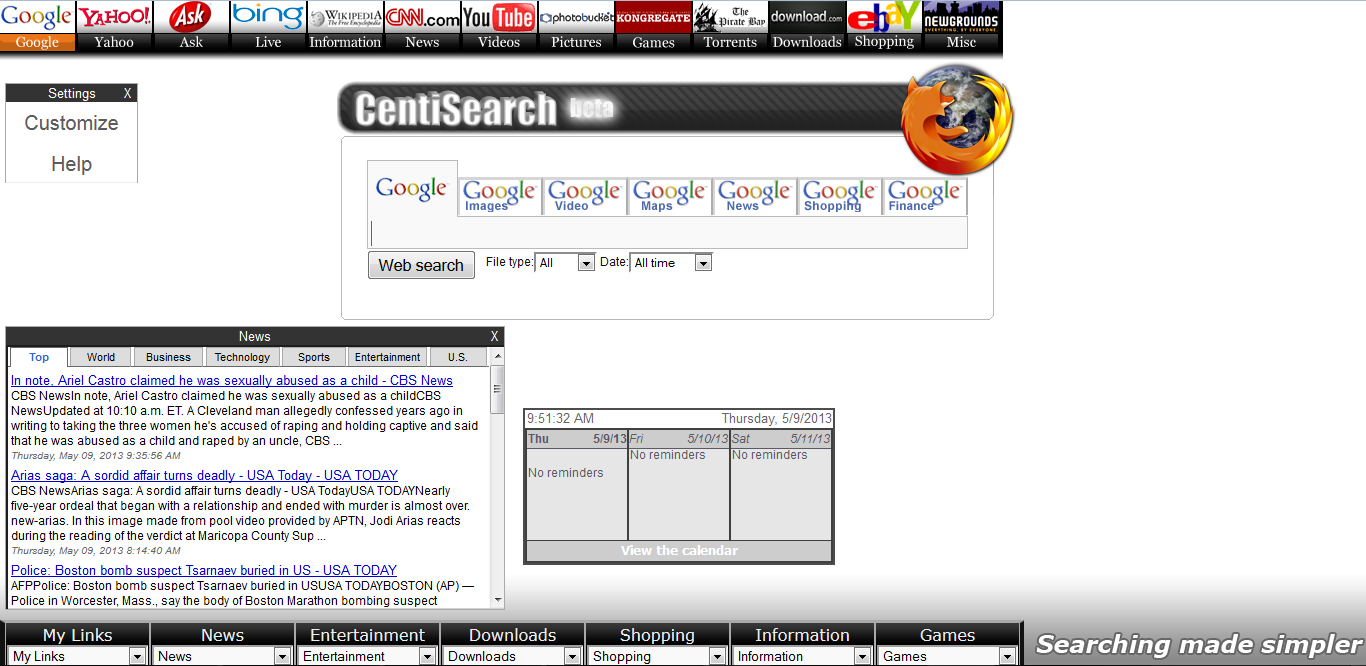 Google YAHOO! Ask bing WIKIPEDIA CNN.com YouTube photobucket KONGREGATE The Pirate Bay download.com ebaY NEWGROUNDS
The Free Encyclopedia
EVERYTHING, BY EVERYONE.
Google Yahoo Ask Live Information News Videos Pictures Games Torrents Downloads Shopping Misc
Settings X
Customize
Help
CentiSearch beta
Google
Google Images
Google Video
Google Maps
Google News
Google Shopping
Google Finance
Web search File type: All Date: All time
News X
Top World Business Technology Sports Entertainment U.S.
In note, Ariel Castro claimed he was sexually abused as a child - CBS News
CBS NewsIn note, Ariel Castro claimed he was sexually abused as a childCBS
NewsUpdated at 10:10 a.m. ET. A Cleveland man allegedly confessed years ago in
writing to taking the three women he's accused of raping and holding captive and said
that he was abused as a child and raped by an uncle, CBS ...
Thursday, May 09, 2013 9:35:56 AM
Arias saga: A sordid affair turns deadly - USA Today - USA TODAY
CBS NewsArias saga: A sordid affair turns deadly - USA TodayUSA TODAYNearly
five-year ordeal that began with a relationship and ended with murder is almost over.
new-arias. In this image made from pool video provided by APTN, Jodi Arias reacts
during the reading of the verdict at Maricopa County Sup ...
Thursday, May 09, 2013 8:14:40 AM
Police: Boston bomb suspect Tsarnaev buried in US - USA TODAY
AFPPolice: Boston bomb suspect Tsarnaev buried in USUSA TODAYBOSTON (AP) —
Police in Worcester, Mass., say the body of Boston Marathon bombing suspect
9:51:32 AM Thursday, 5/9/2013
Thu 5/9/13 Fri 5/10/13 Sat 5/11/13
No reminders No reminders No reminders
View the calendar
My Links News Entertainment Downloads Shopping Information Games
My Links News Entertainment Downloads Shopping Information Games
Searching made simpler